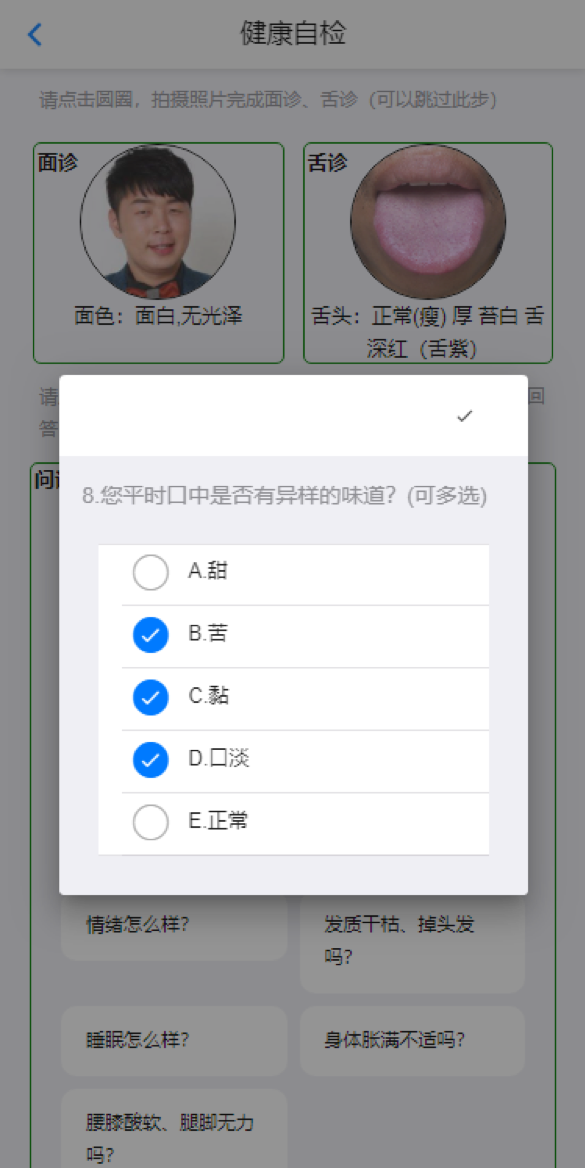 健康自检
请点击圆圈，拍摄照片完成面诊、舌诊（可以跳过此步）
面诊
舌诊
面色：面白,无光泽
舌头：正常(瘦) 厚 苔白 舌
深红（舌紫）
请
回
答
问
8.您平时口中是否有异样的味道？(可多选)
A.甜
B.苦
C.黏
D.口淡
E.正常
情绪怎么样?
发质干枯、掉头发
吗?
睡眠怎么样?
身体胀满不适吗?
腰膝酸软、腿脚无力
吗?